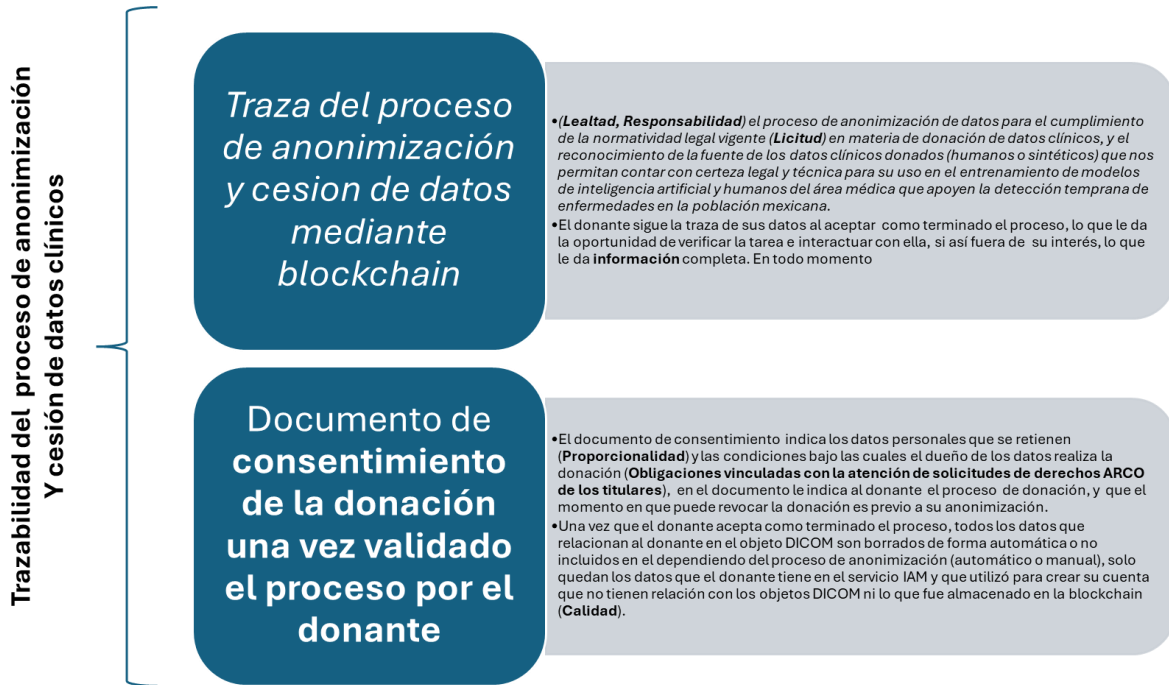 Trazabilidad del proceso de anonimización
Y cesión de datos clínicos
Traza del proceso
de anonimización
y cesion de datos
mediante
blockchain
•(Lealtad, Responsabilidad) el proceso de anonimización de datos para el cumplimiento
de la normatividad legal vigente (Licitud) en materia de donación de datos clínicos, y el
reconocimiento de la fuente de los datos clínicos donados (humanos o sintéticos) que nos
permitan contar con certeza legal y técnica para su uso en el entrenamiento de modelos
de inteligencia artificial y humanos del área médica que apoyen la detección temprana de
enfermedades en la población mexicana.
•El donante sigue la traza de sus datos al aceptar como terminado el proceso, lo que le da
la oportunidad de verificar la tarea e interactuar con ella, si así fuera de su interés, lo que
le da información completa. En todo momento
Documento de
consentimiento
de la donación
una vez validado
el proceso por el
donante
•El documento de consentimiento indica los datos personales que se retienen
(Proporcionalidad) y las condiciones bajo las cuales el dueño de los datos realiza la
donación (Obligaciones vinculadas con la atención de solicitudes de derechos ARCO
de los titulares), en el documento le indica al donante el proceso de donación, y que el
momento en que puede revocar la donación es previo a su anonimización.
•Una vez que el donante acepta como terminado el proceso, todos los datos que
relacionan al donante en el objeto DICOM son borrados de forma automática o no
incluidos en el dependiendo del proceso de anonimización (automático o manual), solo
quedan los datos que el donante tiene en el servicio IAM y que utilizó para crear su cuenta
que no tienen relación con los objetos DICOM ni lo que fue almacenado en la blockchain
(Calidad).